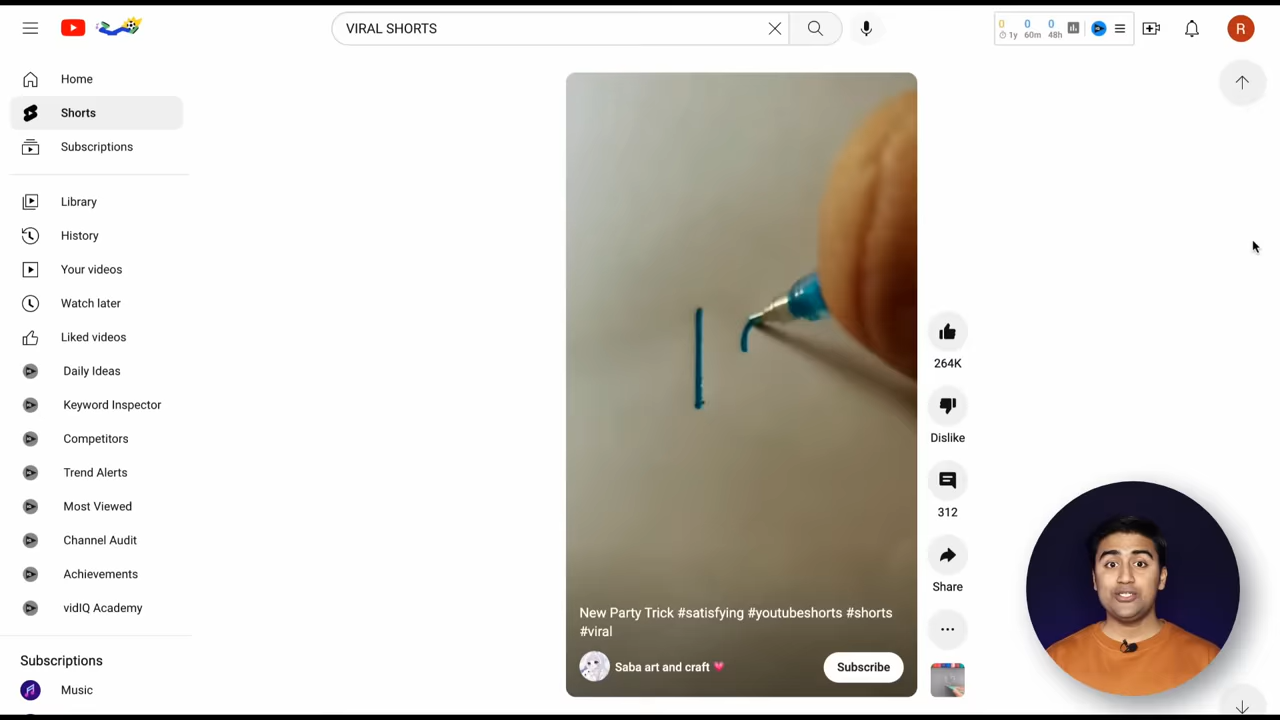 VIRAL SHORTS
0 0 0
1y 60m 48h
R
Home
Shorts
Subscriptions
Library
History
Your videos
Watch later
Liked videos
Daily Ideas
Keyword Inspector
Competitors
Trend Alerts
Most Viewed
Channel Audit
Achievements
vidIQ Academy
Subscriptions
Music
264K
Dislike
312
Share
New Party Trick #satisfying #youtubeshorts #shorts
#viral
Saba art and craft 💗
Subscribe